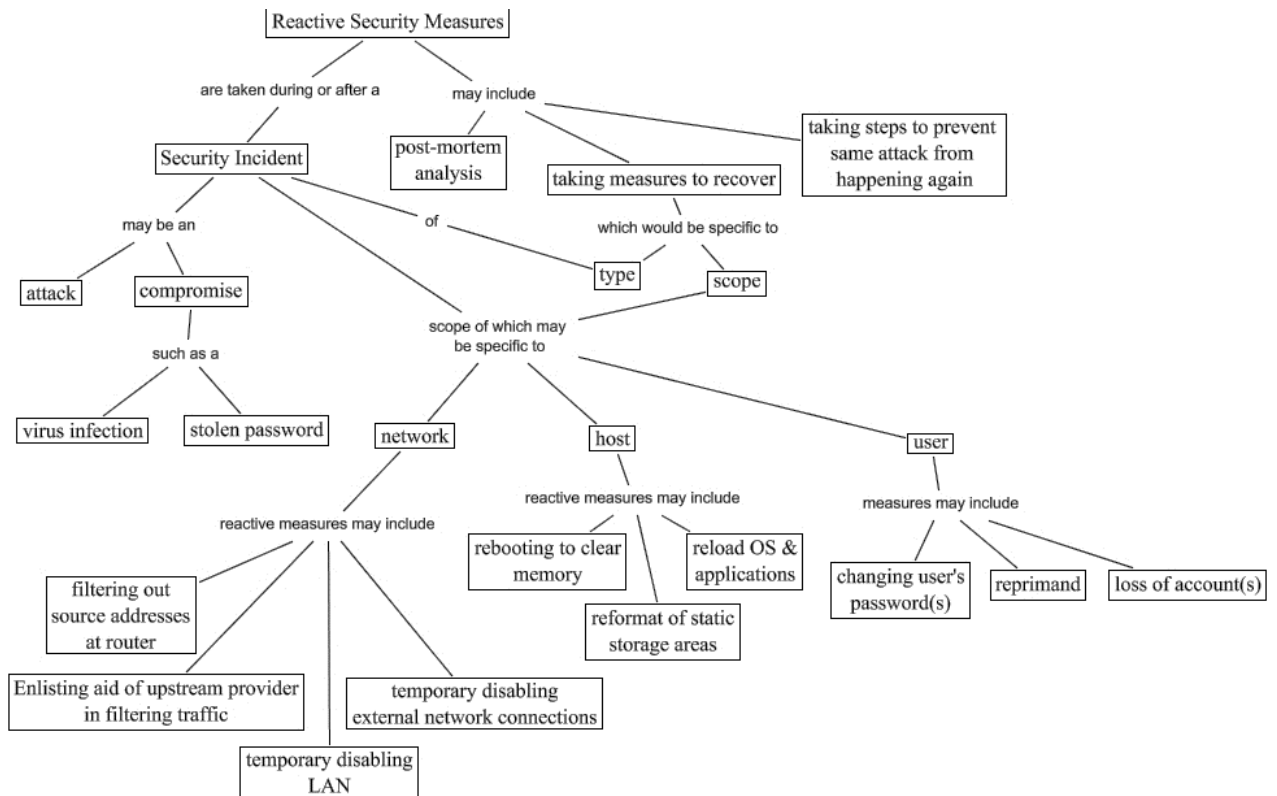 Reactive Security Measures
are taken during or after a
may include
Security Incident
post-mortem
analysis
taking measures to recover
taking steps to prevent
same attack from
happening again
may be an
of
which would be specific to
attack
compromise
type
scope
such as a
scope of which may
be specific to
virus infection
stolen password
network
host
user
reactive measures may include
reactive measures may include
measures may include
filtering out
source addresses
at router
Enlisting aid of upstream provider
in filtering traffic
temporary disabling
LAN
temporary disabling
external network connections
rebooting to clear
memory
reformat of static
storage areas
reload OS &
applications
changing user's
password(s)
reprimand
loss of account(s)